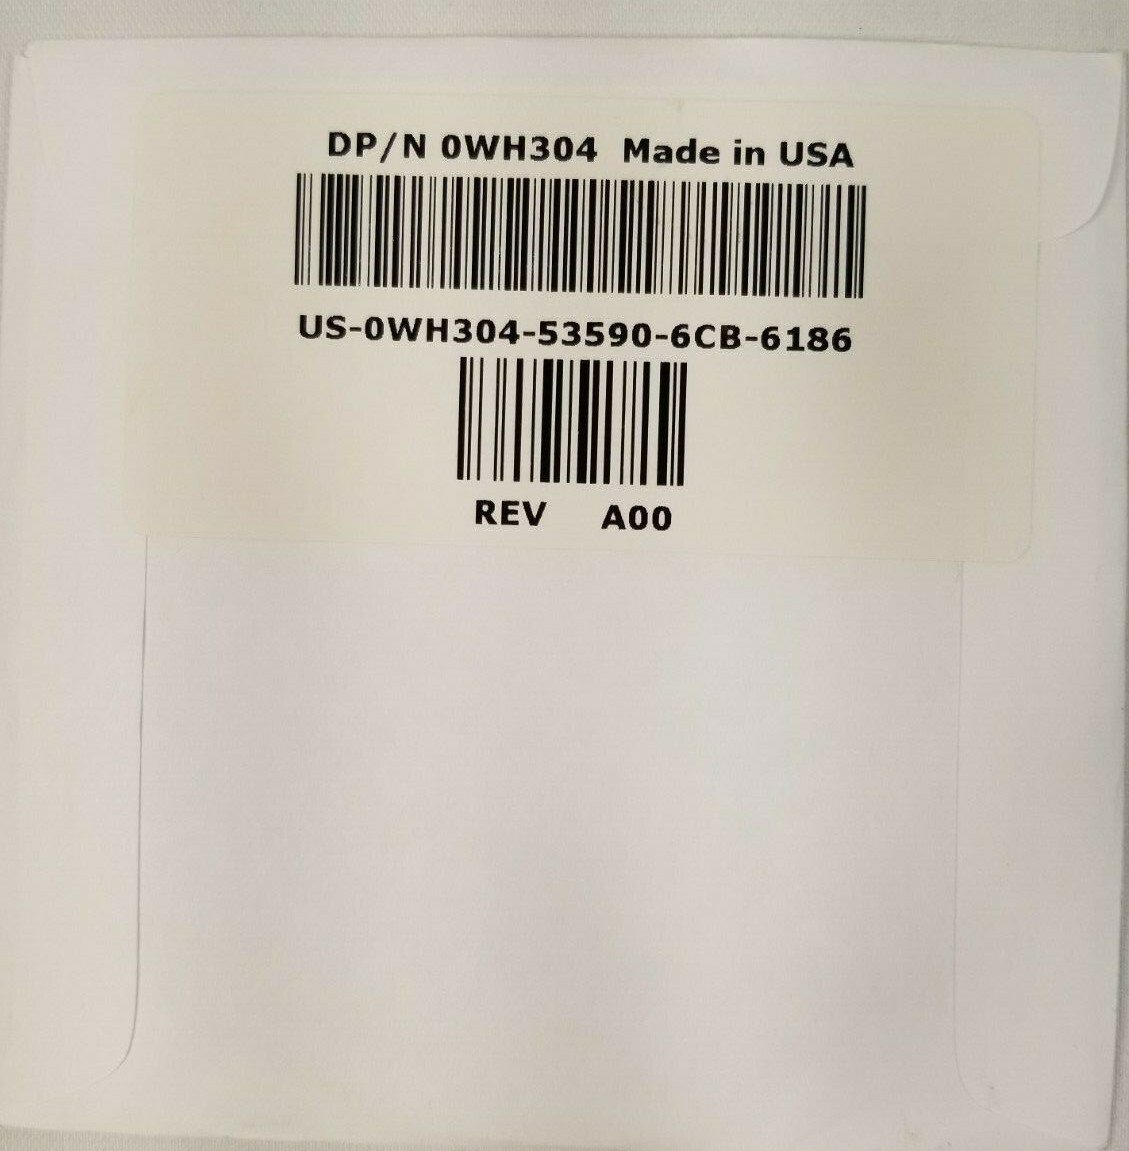 DP/N 0WH304 Made in USA
US-0WH304-53590-6CB-6186
REV A00